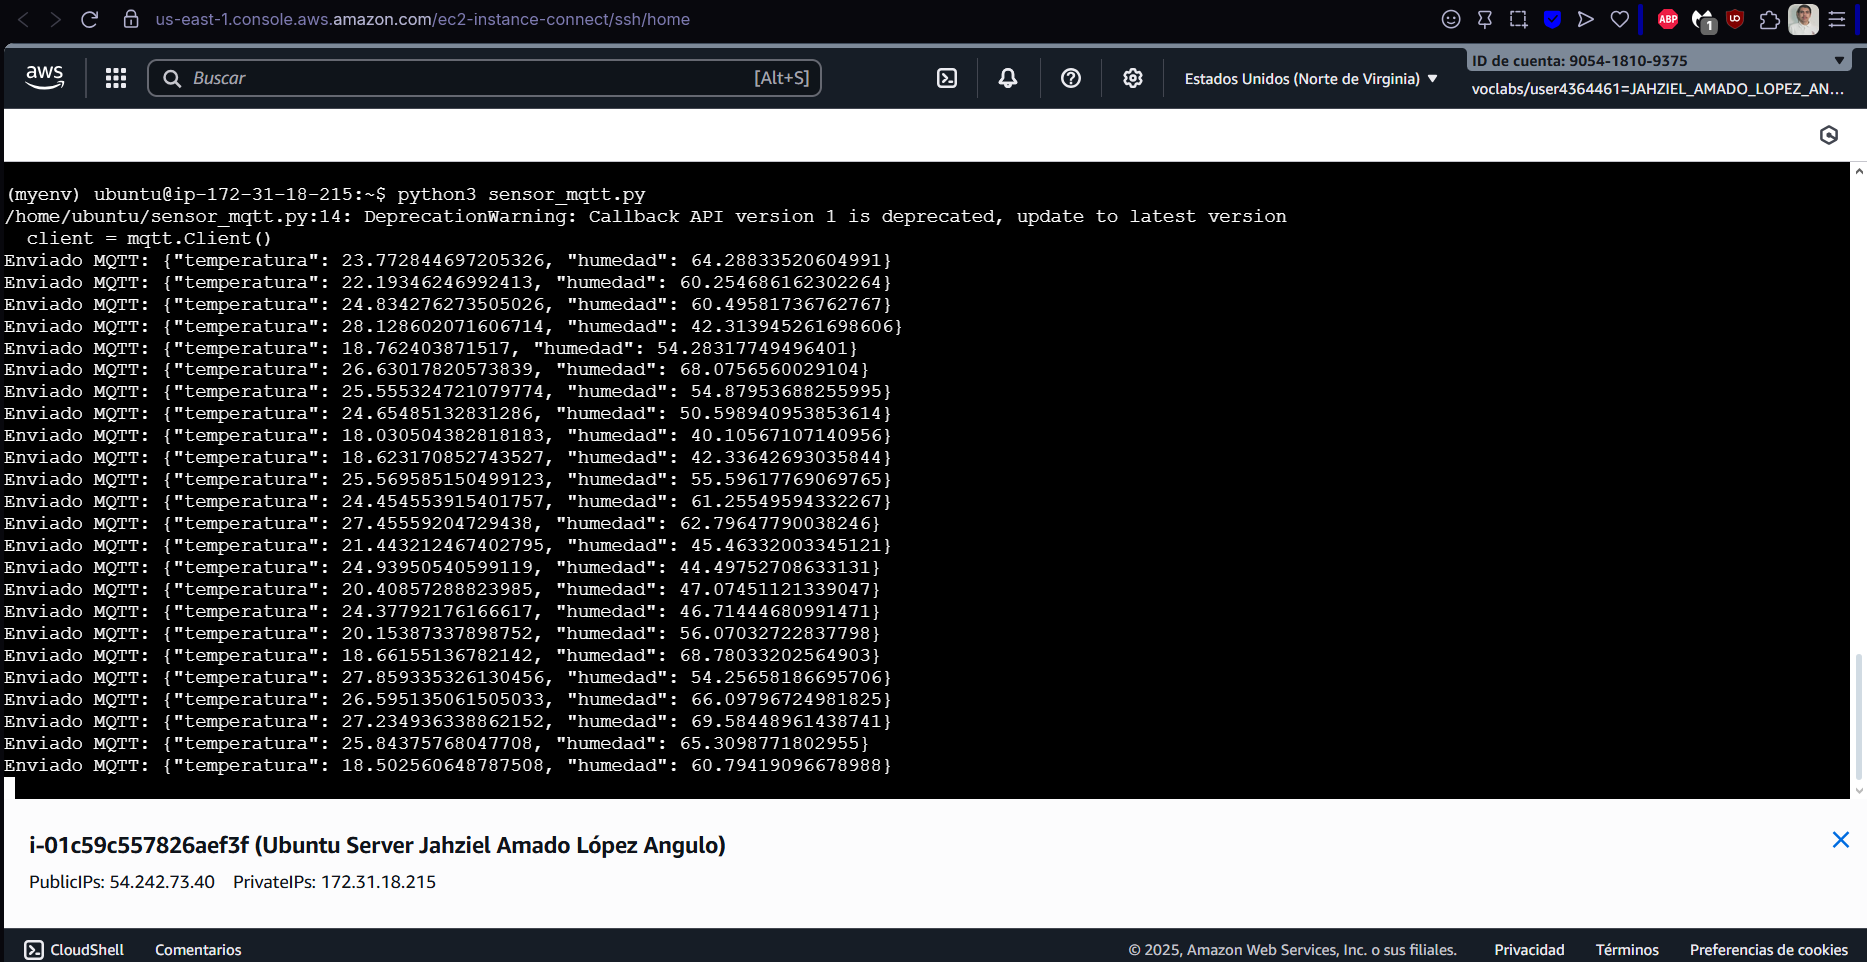 us-east-1.console.aws.amazon.com/ec2-instance-connect/ssh/home
ABP
1
aws
Buscar
[Alt+S]
Estados Unidos (Norte de Virginia)
ID de cuenta: 9054-1810-9375
voclabs/user4364461=JAHZIEL_AMADO_LOPEZ_AN...
(myenv) ubuntu@ip-172-31-18-215:~$ python3 sensor_mqtt.py
/home/ubuntu/sensor_mqtt.py:14: DeprecationWarning: Callback API version 1 is deprecated, update to latest version
  client = mqtt.Client()
Enviado MQTT: {"temperatura": 23.772844697205326, "humedad": 64.28833520604991}
Enviado MQTT: {"temperatura": 22.19346246992413, "humedad": 60.254686162302264}
Enviado MQTT: {"temperatura": 24.834276273505026, "humedad": 60.49581736762767}
Enviado MQTT: {"temperatura": 28.128602071606714, "humedad": 42.313945261698606}
Enviado MQTT: {"temperatura": 18.762403871517, "humedad": 54.28317749496401}
Enviado MQTT: {"temperatura": 26.63017820573839, "humedad": 68.0756560029104}
Enviado MQTT: {"temperatura": 25.555324721079774, "humedad": 54.87953688255995}
Enviado MQTT: {"temperatura": 24.65485132831286, "humedad": 50.598940953853614}
Enviado MQTT: {"temperatura": 18.030504382818183, "humedad": 40.10567107140956}
Enviado MQTT: {"temperatura": 18.623170852743527, "humedad": 42.33642693035844}
Enviado MQTT: {"temperatura": 25.569585150499123, "humedad": 55.59617769069765}
Enviado MQTT: {"temperatura": 24.454553915401757, "humedad": 61.25549594332267}
Enviado MQTT: {"temperatura": 27.45559204729438, "humedad": 62.79647790038246}
Enviado MQTT: {"temperatura": 21.443212467402795, "humedad": 45.46332003345121}
Enviado MQTT: {"temperatura": 24.93950540599119, "humedad": 44.49752708633131}
Enviado MQTT: {"temperatura": 20.40857288823985, "humedad": 47.07451121339047}
Enviado MQTT: {"temperatura": 24.37792176166617, "humedad": 46.71444680991471}
Enviado MQTT: {"temperatura": 20.15387337898752, "humedad": 56.07032722837798}
Enviado MQTT: {"temperatura": 18.66155136782142, "humedad": 68.78033202564903}
Enviado MQTT: {"temperatura": 27.859335326130456, "humedad": 54.25658186695706}
Enviado MQTT: {"temperatura": 26.595135061505033, "humedad": 66.09796724981825}
Enviado MQTT: {"temperatura": 27.234936338862152, "humedad": 69.58448961438741}
Enviado MQTT: {"temperatura": 25.84375768047708, "humedad": 65.3098771802955}
Enviado MQTT: {"temperatura": 18.502560648787508, "humedad": 60.79419096678988}
i-01c59c557826aef3f (Ubuntu Server Jahziel Amado López Angulo)
PublicIPs: 54.242.73.40 PrivateIPs: 172.31.18.215
CloudShell Comentarios © 2025, Amazon Web Services, Inc. o sus filiales. Privacidad Términos Preferencias de cookies